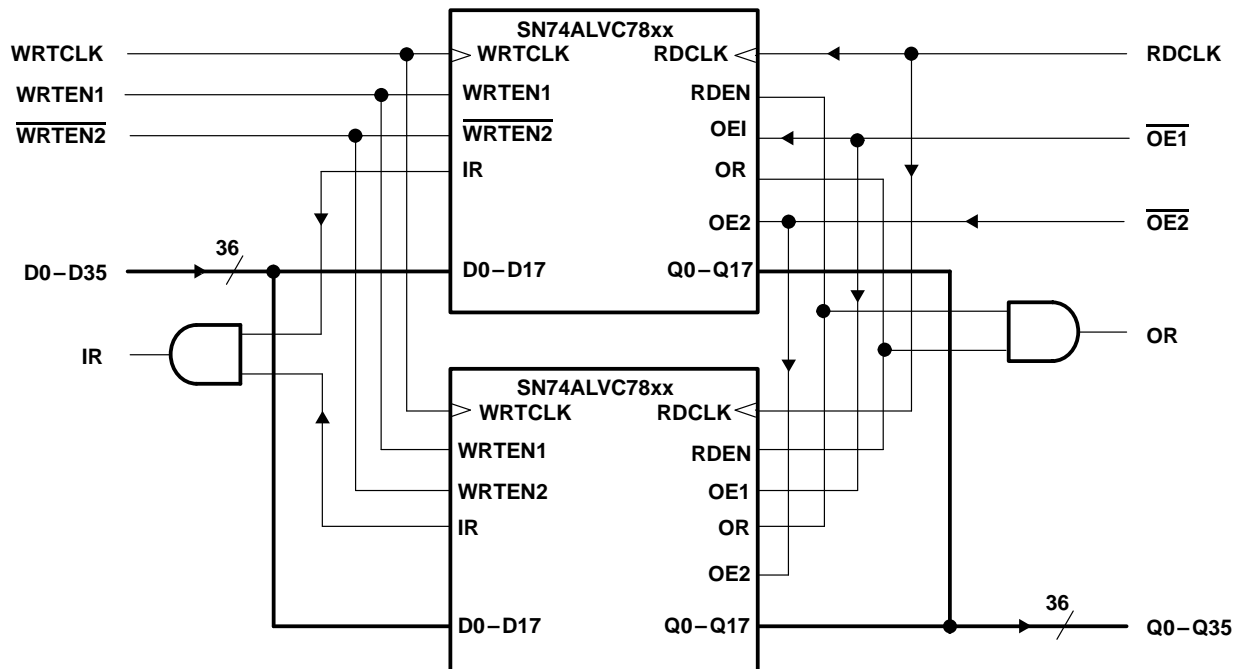 SN74ALVC78xx
WRTCLK
WRTCLK
RDCLK
RDCLK
WRTEN1
WRTEN1
RDEN
WRTEN2
WRTEN2
OEI
OE1
IR
OR
OE2
OE2
36
D0–D35
D0–D17
Q0–Q17
IR
OR
SN74ALVC78xx
WRTCLK
RDCLK
WRTEN1
RDEN
WRTEN2
OE1
IR
OR
OE2
36
D0–D17
Q0–Q17
Q0–Q35